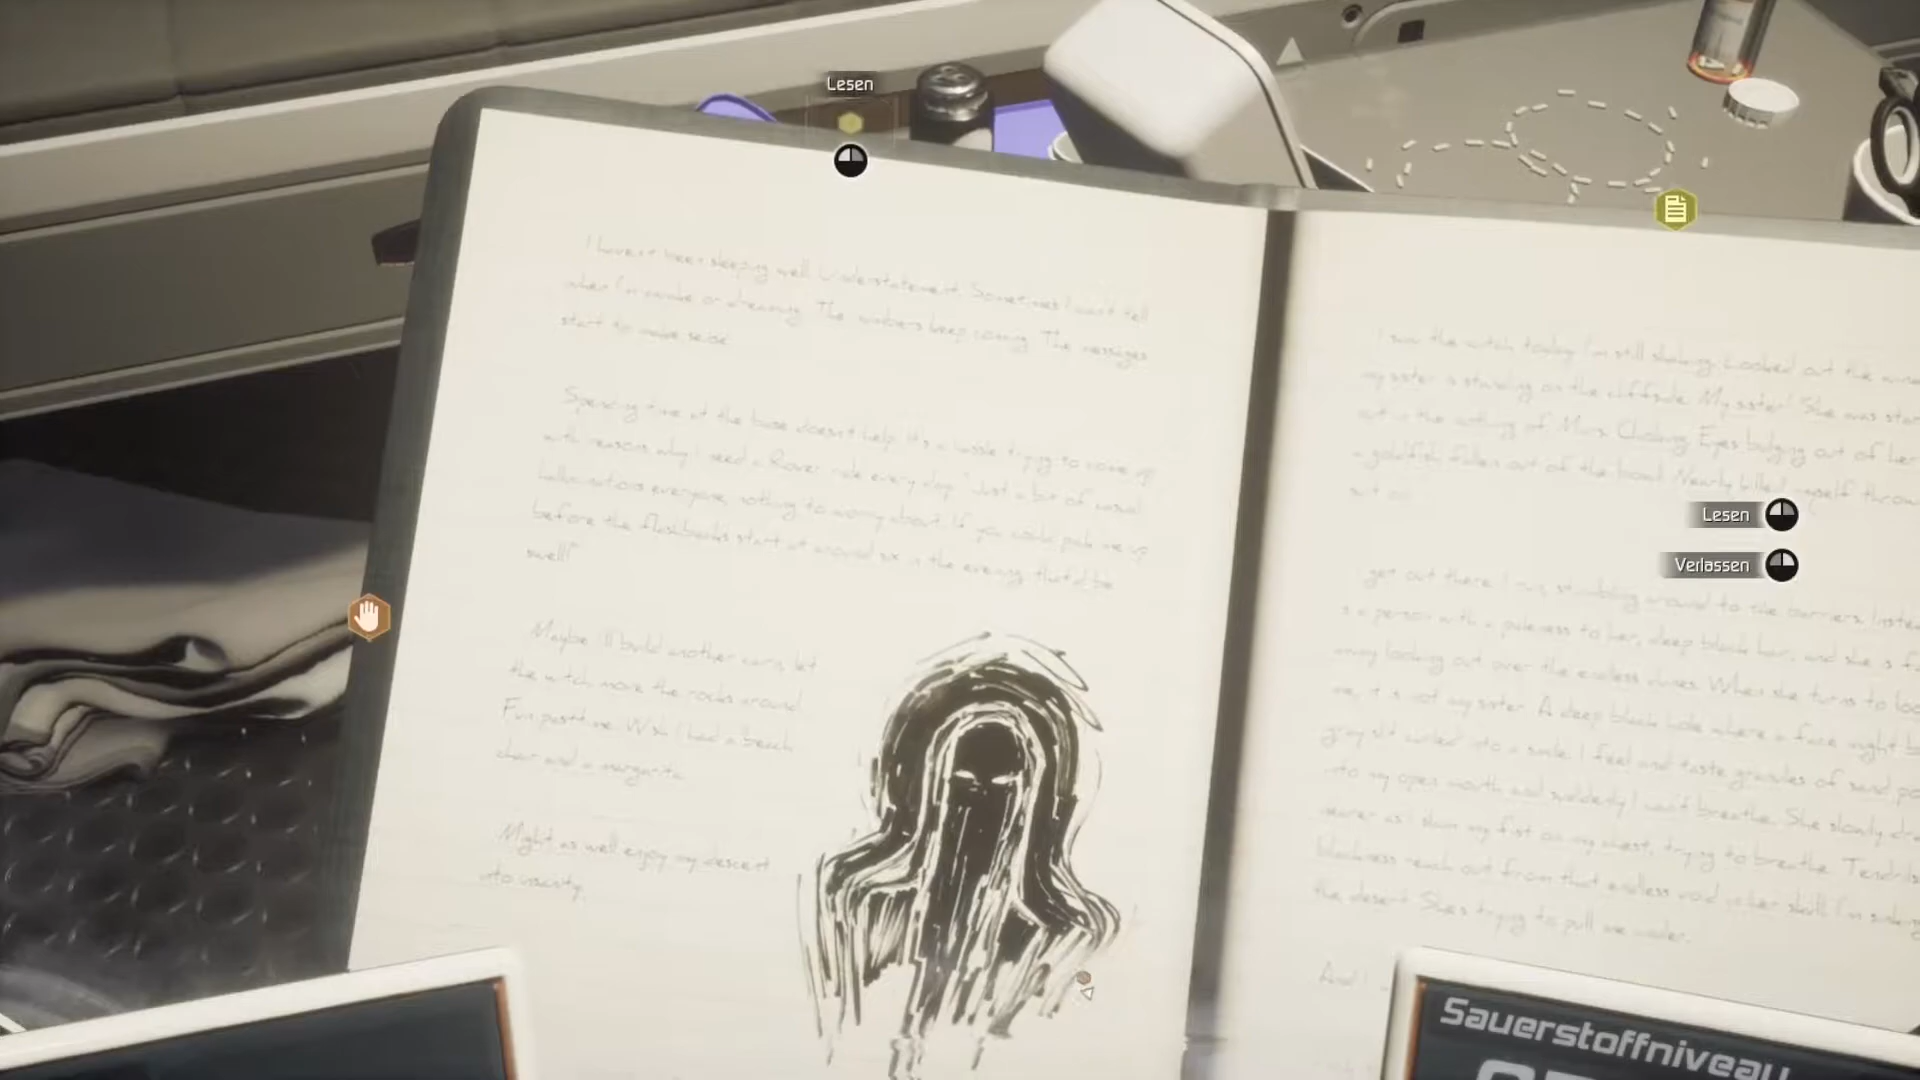 Lesen
I haven't been sleeping well. Understatement. Sometimes I can't tell
when I'm awake or dreaming. The numbers keep coming. The messages
start to make sense.
Spending time at the base doesn't help. It's a hassle trying to come up
with reasons why I need a Rover ride every day. "Just a bit of casual
hallucinations everyone, nothing to worry about. If you could pick me up
before the flashbacks start at around six in the evening, that'd be
swell!"
Maybe I'll build another cairn, let
the witch move the rocks around.
Fun pasttime. Wish I had a beach
chair and a margarita.
Might as well enjoy my descent
into insanity.
I saw the witch today. I'm still shaking. Looked out the
my sister is standing on the cliffside. My sister! She was
out in the nothing of Mars. Choking. Eyes bulging out of her
a goldfish fallen out of the bowl. Nearly killed myself
suit on.
I get out there I run, stumbling around to the barriers.
is a person with a paleness to her, deep black hair, and she is
away looking out over the endless dunes. When she turns to
me, it is not my sister. A deep black hole where a face might
gray slit curled into a smile. I feel and taste granules of sand
into my open mouth and suddenly I can't breathe. She slowly
nearer as I slam my fist on my chest, trying to breathe. Tendrils
blackness reach out from that endless void in her skull. I'm
the desert. She's trying to pull me under.
And I
Lesen
Verlassen
Sauerstoffniveau